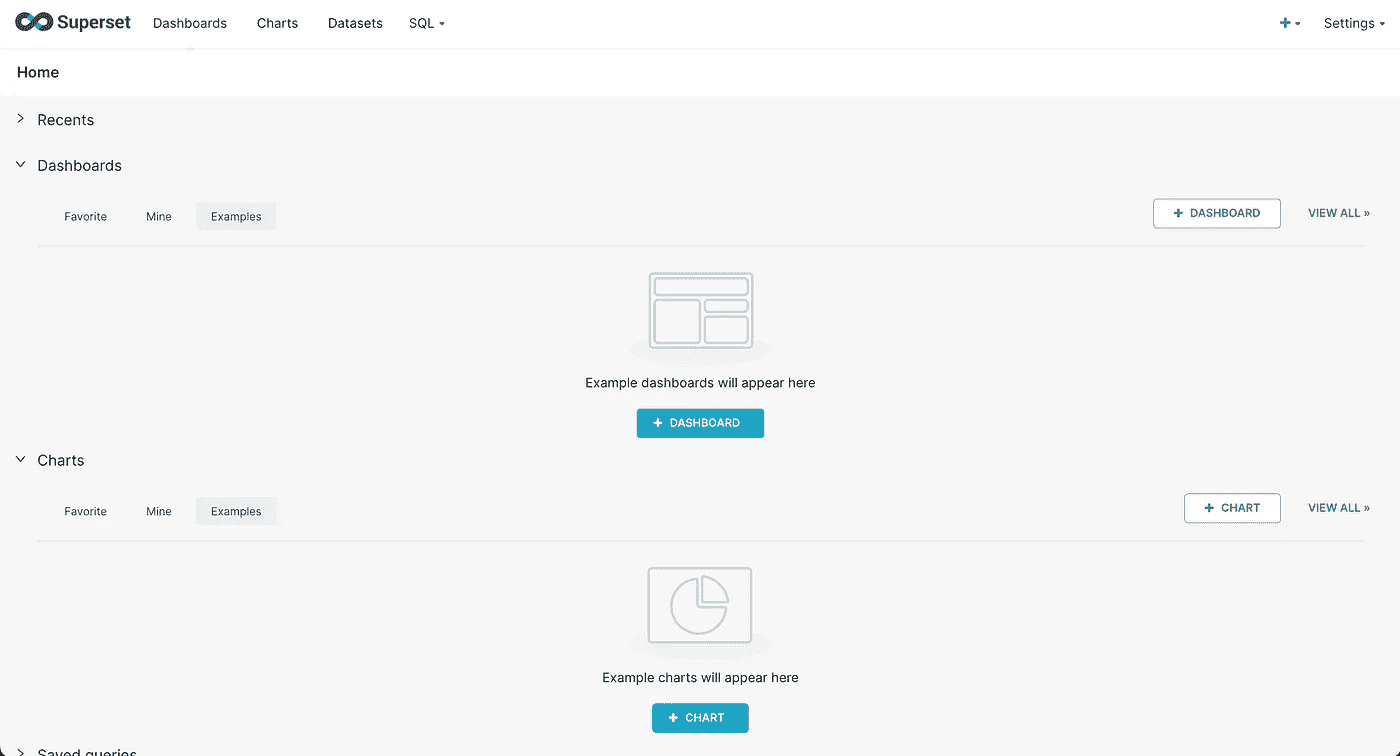 Superset Dashboards Charts Datasets SQL + Settings
Home
Recents
Dashboards
Favorite Mine Examples + DASHBOARD VIEW ALL »
Example dashboards will appear here
+ DASHBOARD
Charts
Favorite Mine Examples + CHART VIEW ALL »
Example charts will appear here
+ CHART
Saved queries